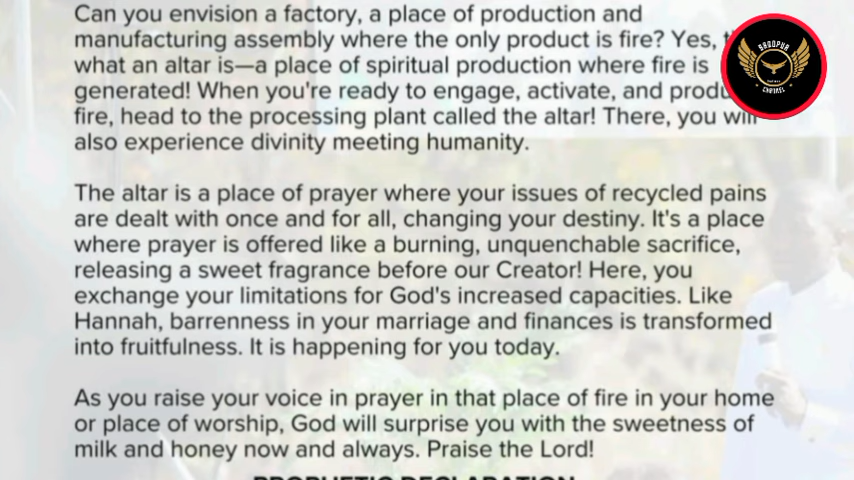 Can you envision a factory, a place of production and
manufacturing assembly where the only product is fire? Yes,
what an altar is—a place of spiritual production where fire is
generated! When you're ready to engage, activate, and
fire, head to the processing plant called the altar! There, you will
also experience divinity meeting humanity.
The altar is a place of prayer where your issues of recycled pains
are dealt with once and for all, changing your destiny. It's a place
where prayer is offered like a burning, unquenchable sacrifice,
releasing a sweet fragrance before our Creator! Here, you
exchange your limitations for God's increased capacities. Like
Hannah, barrenness in your marriage and finances is transformed
into fruitfulness. It is happening for you today.
As you raise your voice in prayer in that place of fire in your home
or place of worship, God will surprise you with the sweetness of
milk and honey now and always. Praise the Lord!
PROPHETIC DECLARATION